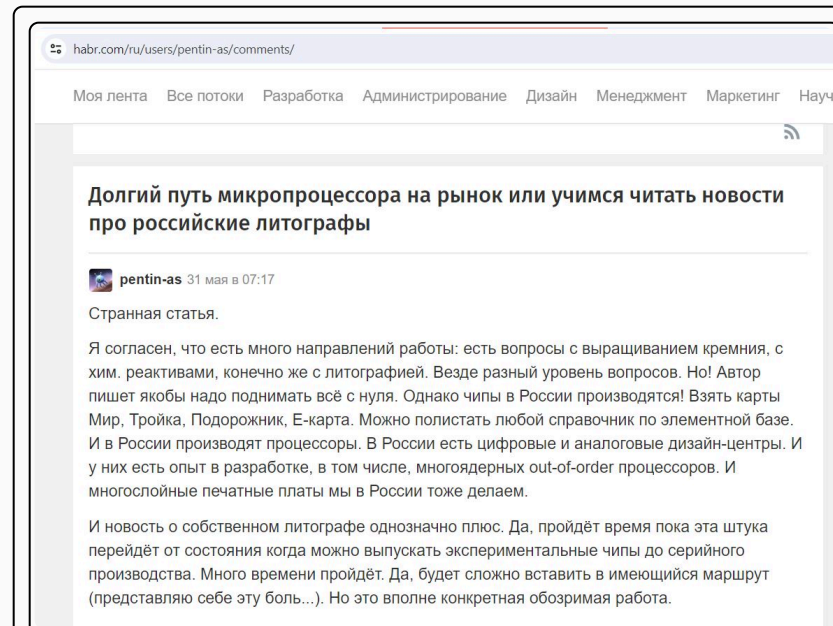 habr.com/ru/users/pentin-as/comments/
Моя лента Все потоки Разработка Администрирование Дизайн Менеджмент Маркетинг Науч
Долгий путь микропроцессора на рынок или учимся читать новости
про российские литографы
pentin-as 31 мая в 07:17
Странная статья.
Я согласен, что есть много направлений работы: есть вопросы с выращиванием кремния, с
хим. реактивами, конечно же с литографией. Везде разный уровень вопросов. Но! Автор
пишет якобы надо поднимать всё с нуля. Однако чипы в России производятся! Взять карты
Мир, Тройка, Подорожник, Е-карта. Можно полистать любой справочник по элементной базе.
И в России производят процессоры. В России есть цифровые и аналоговые дизайн-центры. И
у них есть опыт в разработке, в том числе, многоядерных out-of-order процессоров. И
многослойные печатные платы мы в России тоже делаем.
И новость о собственном литографе однозначно плюс. Да, пройдёт время пока эта штука
перейдёт от состояния когда можно выпускать экспериментальные чипы до серийного
производства. Много времени пройдёт. Да, будет сложно вставить в имеющийся маршрут
(представляю себе эту боль...). Но это вполне конкретная обозримая работа.